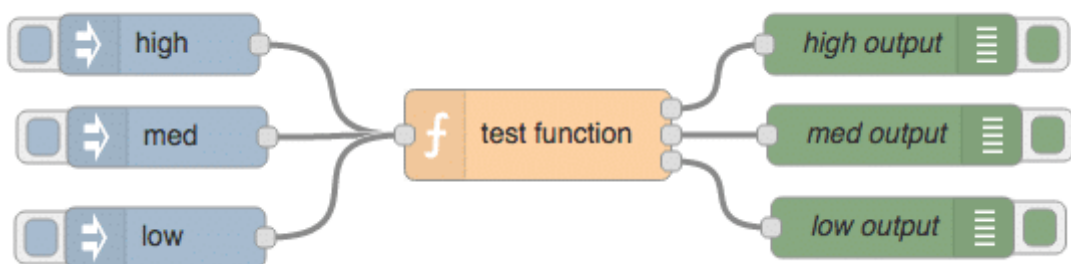 high
med
low
test function
high output
med output
low output